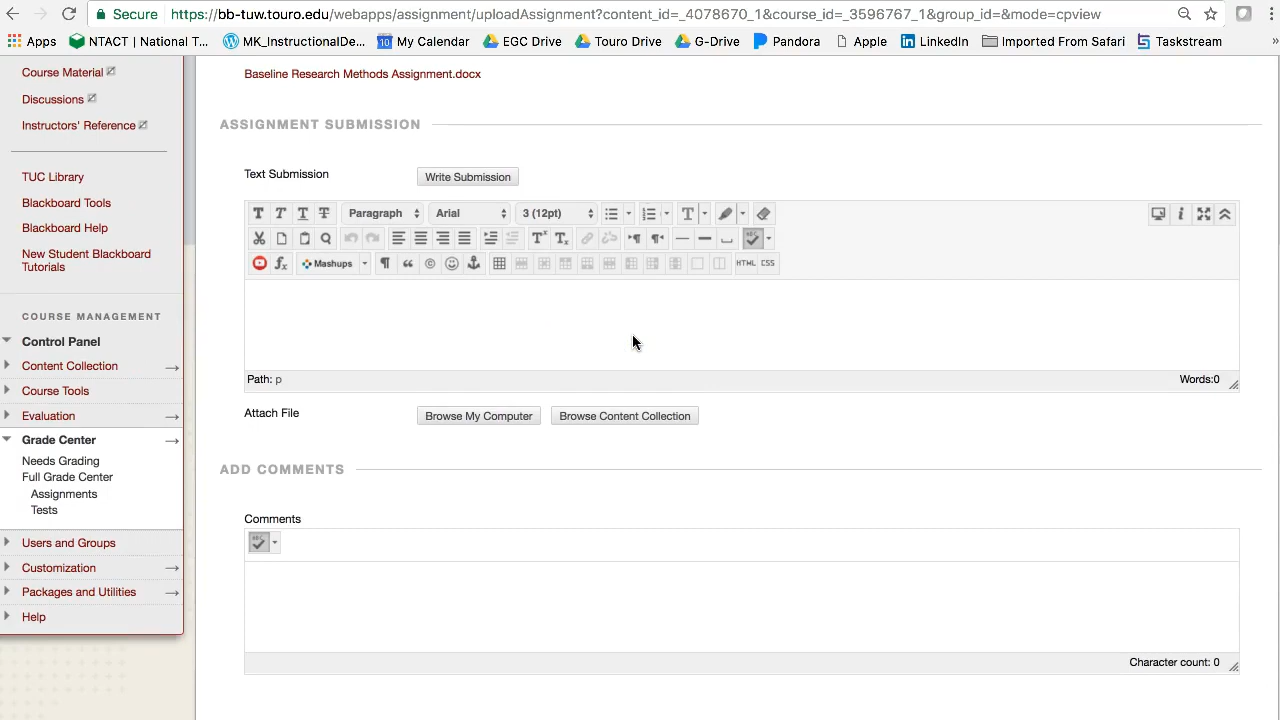 Secure https://bb-tuw.touro.edu/webapps/assignment/uploadAssignment?content_id=_4078670_1&course_id=_3596767_1&group_id=&mode=cpview
Apps NTACT | National T... MK_InstructionalDe... 10 My Calendar EGC Drive Touro Drive G-Drive Pandora Apple LinkedIn Imported From Safari Taskstream
Course Material
Discussions
Instructors' Reference
TUC Library
Blackboard Tools
Blackboard Help
New Student Blackboard
Tutorials
COURSE MANAGEMENT
Control Panel
Content Collection
Course Tools
Evaluation
Grade Center
Needs Grading
Full Grade Center
Assignments
Tests
Users and Groups
Customization
Packages and Utilities
Help
Baseline Research Methods Assignment.docx
ASSIGNMENT SUBMISSION
Text Submission Write Submission
T T T T Paragraph Arial 3 (12pt) T
ABC
Mashups HTML CSS
Path: p Words:0
Attach File Browse My Computer Browse Content Collection
ADD COMMENTS
Comments
ABC
Character count: 0